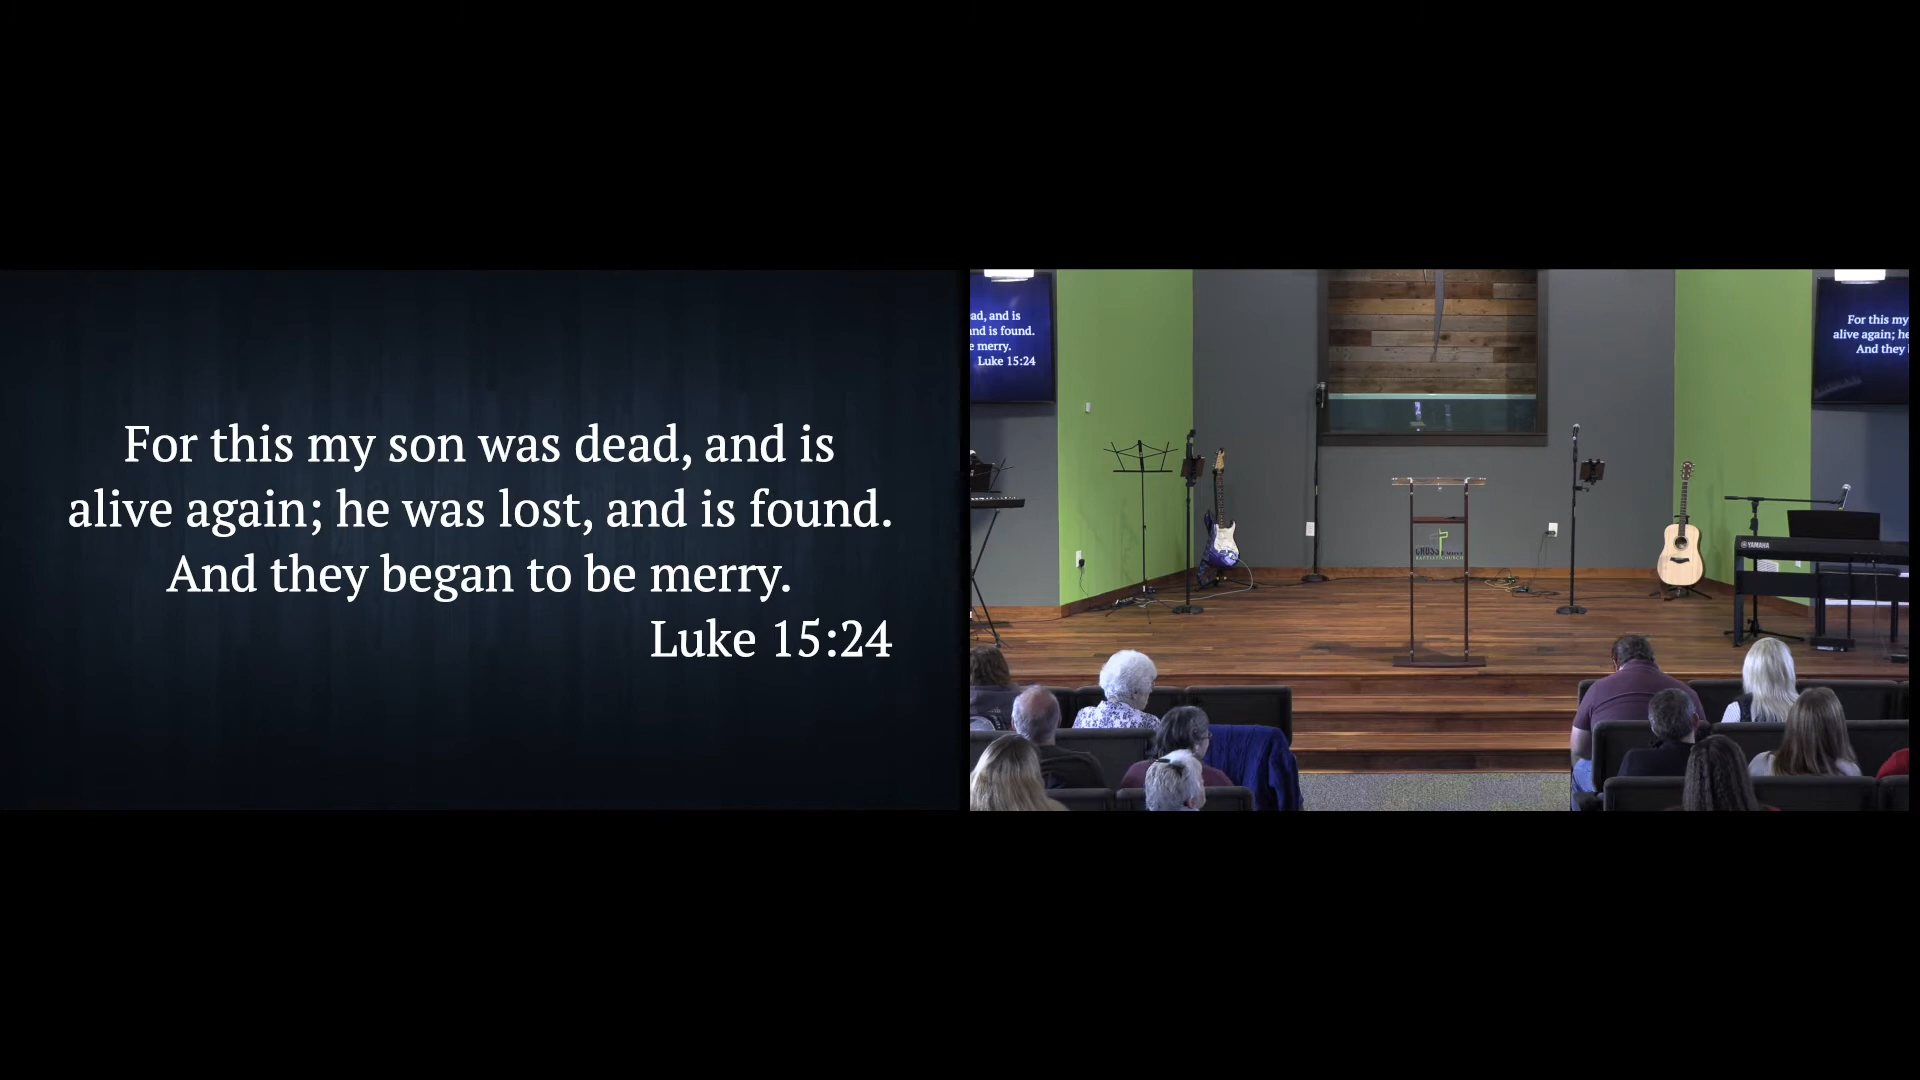 For this my son was dead, and is
alive again; he was lost, and is found.
And they began to be merry.
Luke 15:24
ad, and is
and is found.
e merry.
Luke 15:24
For this my
alive again; he
And they
BAPTIST CHURCH
YAMAHA